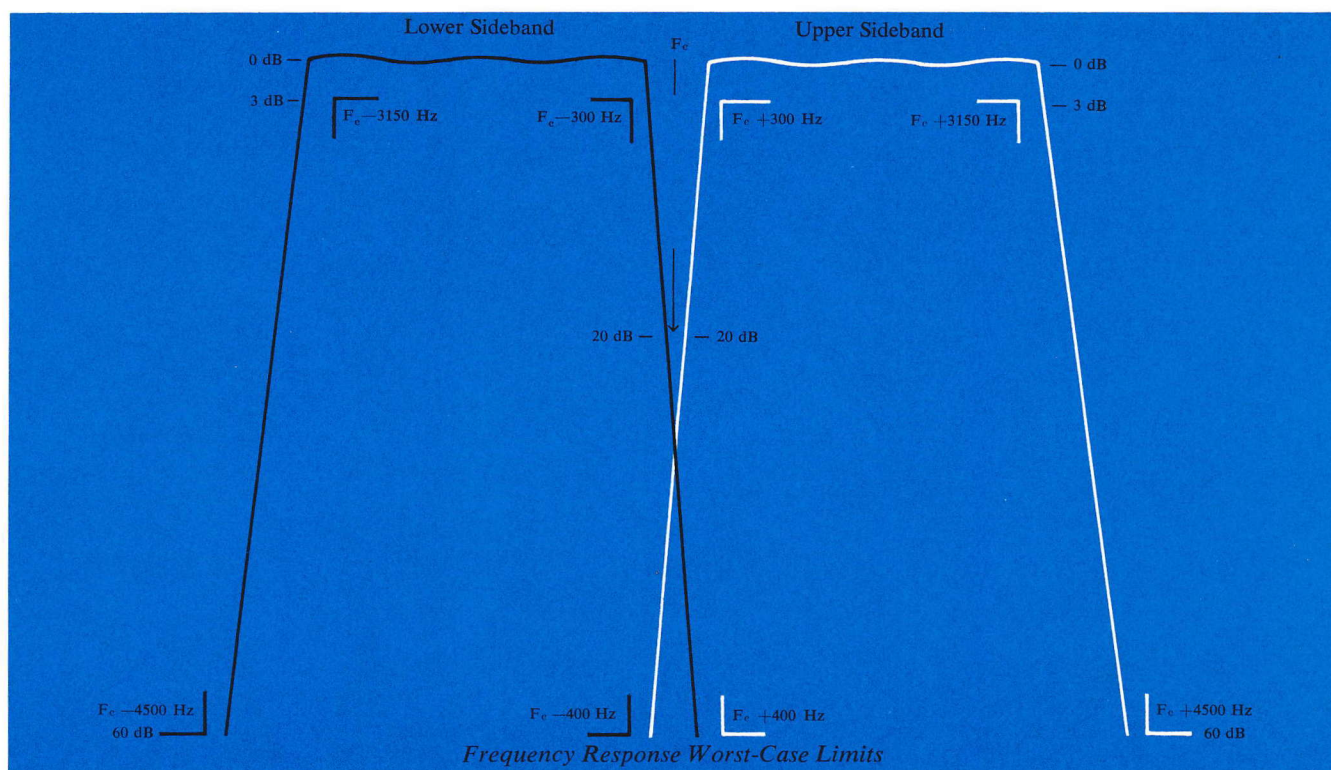 Lower Sideband
Upper Sideband
Fc
0 dB
0 dB
3 dB
3 dB
Fc —3150 Hz
Fc —300 Hz
Fc +300 Hz
Fc +3150 Hz
20 dB
20 dB
Fc —4500 Hz
Fc —400 Hz
Fc +400 Hz
Fc +4500 Hz
60 dB
60 dB
Frequency Response Worst-Case Limits